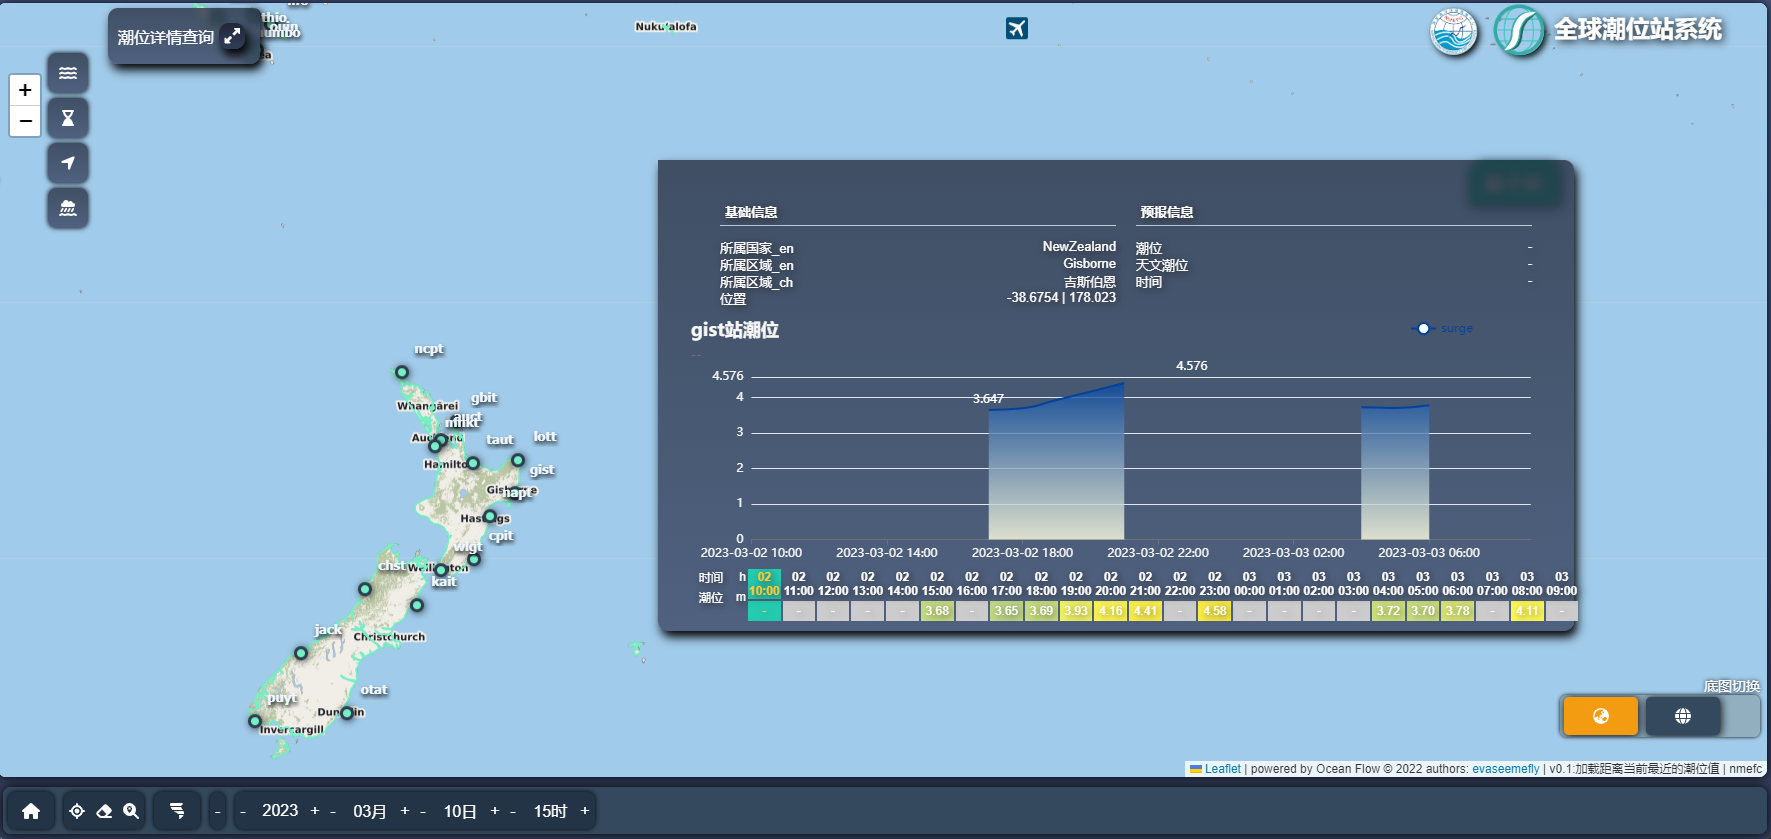 潮位详情查询
Nuku'alofa
全球潮位站系统
+
−
基础信息
所属国家_en NewZealand
所属区域_en Gisborne
所属区域_ch 吉斯伯恩
位置 -38.6754 | 178.023
预报信息
潮位 -
天文潮位 -
时间 -
gist站潮位
surge
4.576
4.576
3.647
4
3
2
1
0
2023-03-02 10:00 2023-03-02 14:00 2023-03-02 18:00 2023-03-02 22:00 2023-03-03 02:00 2023-03-03 06:00
时间 h 02 02 02 02 02 02 02 02 02 02 02 02 02 02 03 03 03 03 03 03 03 03 03 03
10:00 11:00 12:00 13:00 14:00 15:00 16:00 17:00 18:00 19:00 20:00 21:00 22:00 23:00 00:00 01:00 02:00 03:00 04:00 05:00 06:00 07:00 08:00 09:00
潮位 m - - - - - 3.68 - 3.65 3.69 3.93 4.16 4.41 - 4.58 - - - - 3.72 3.70 3.78 - 4.11 -
ncpt
Whangārei
gbit
auct
mnkt
taut
lott
Hamilto
gist
napt
Hastings
cpit
wlgt
chst
kait
jack
Christchurch
otat
puyt
Invercargill
底图切换
Leaflet | powered by Ocean Flow © 2022 authors: evaseemefly | v0.1:加载距离当前最近的潮位值 | nmefc
- - 2023 + - 03月 + - 10日 + - 15时 +